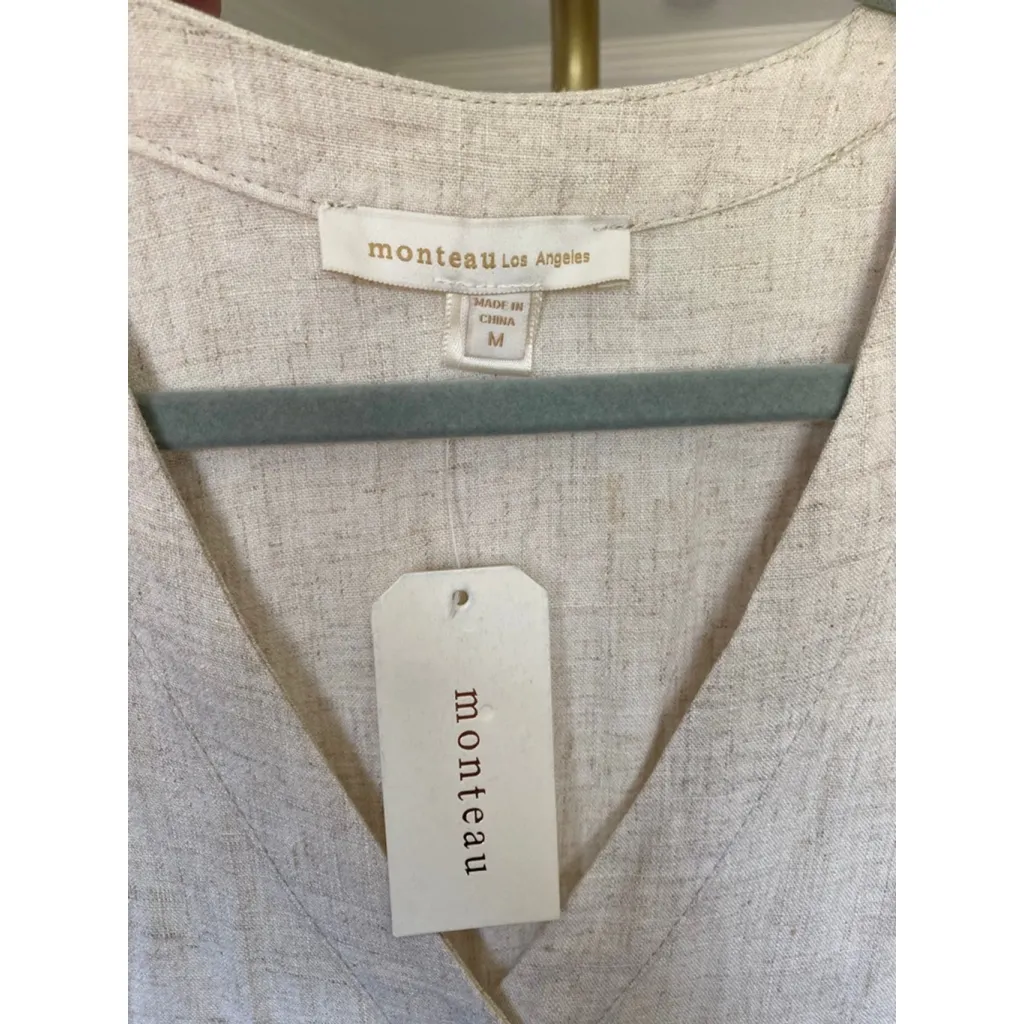 monteau Los Angeles
MADE IN
CHINA
M
monteau